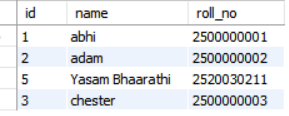 id name roll_no
1 abhi 2500000001
2 adam 2500000002
5 Yasam Bhaarathi 2520030211
3 chester 2500000003